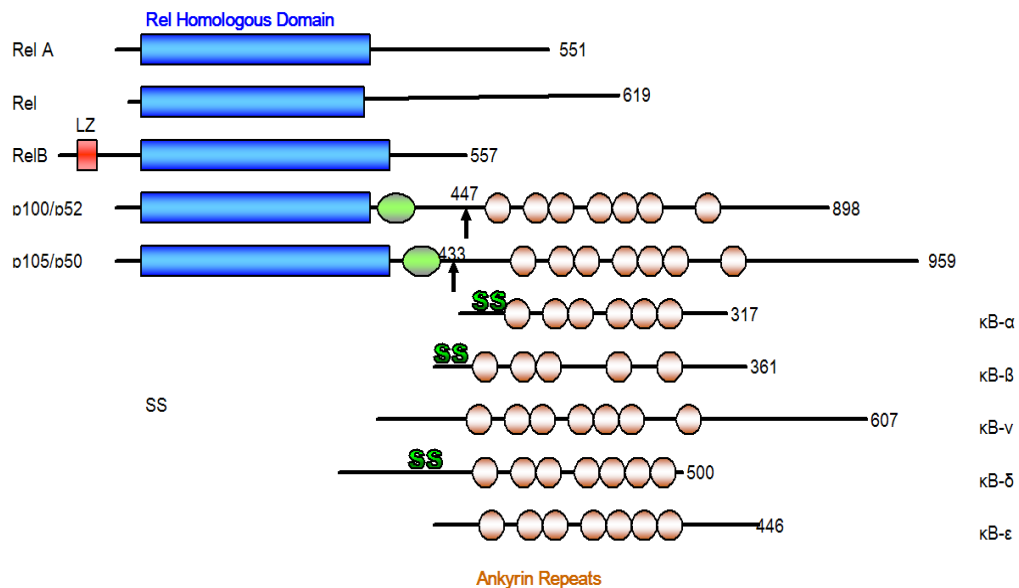 Rel Homologous Domain
Rel A 551
Rel 619
LZ
RelB 557
p100/p52 447 898
p105/p50 433 959
SS 317 κB-α
SS 361 κB-ß
SS 607 κB-ν
SS 500 κB-δ
446 κB-ε
Ankyrin Repeats